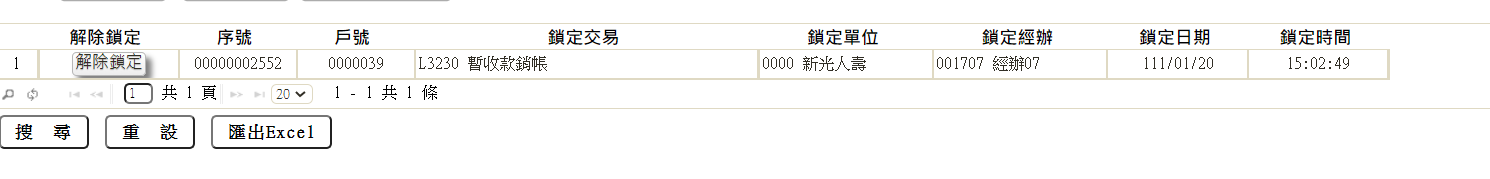 解除鎖定 序號 戶號 鎖定交易 鎖定單位 鎖定經辦 鎖定日期 鎖定時間
1 解除鎖定 00000002552 0000039 L3230 暫收款銷帳 0000 新光人壽 001707 經辦07 111/01/20 15:02:49
1 共 1 頁 20 1 - 1 共 1 條
搜 尋 重 設 匯出Excel